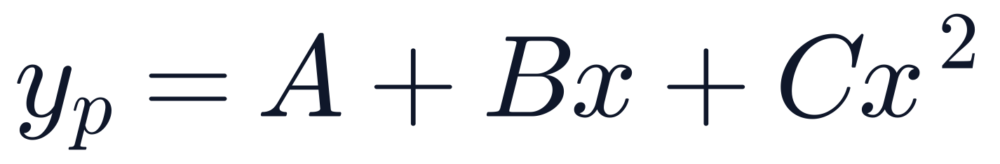 y_p = A + Bx + Cx^2